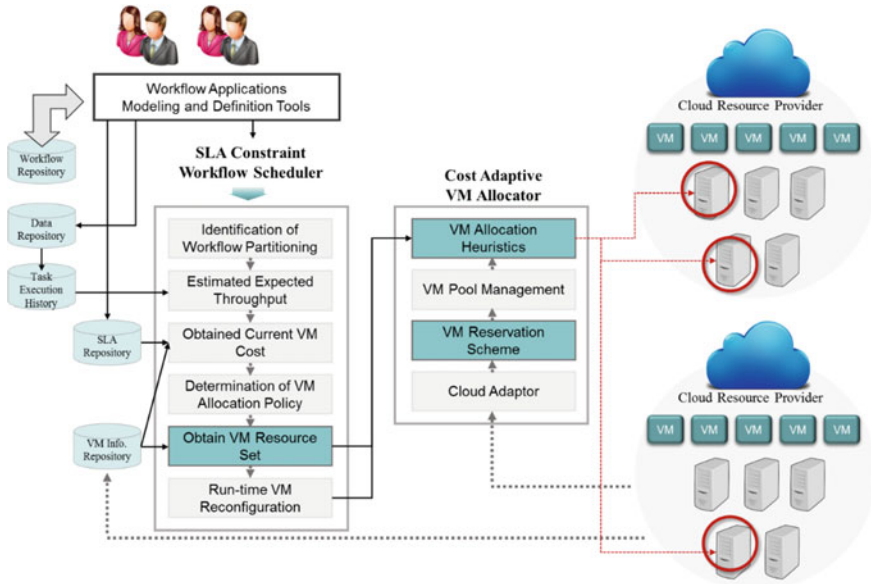 Workflow Applications
Modeling and Definition Tools
Workflow
Repository
Data
Repository
Task
Execution
History
SLA
Repository
VM Info.
Repository
SLA Constraint
Workflow Scheduler
Identification of
Workflow Partitioning
Estimated Expected
Throughput
Obtained Current VM
Cost
Determination of VM
Allocation Policy
Obtain VM Resource
Set
Run-time VM
Reconfiguration
Cost Adaptive
VM Allocator
VM Allocation
Heuristics
VM Pool Management
VM Reservation
Scheme
Cloud Adaptor
Cloud Resource Provider
VM VM VM VM VM
Cloud Resource Provider
VM VM VM VM VM